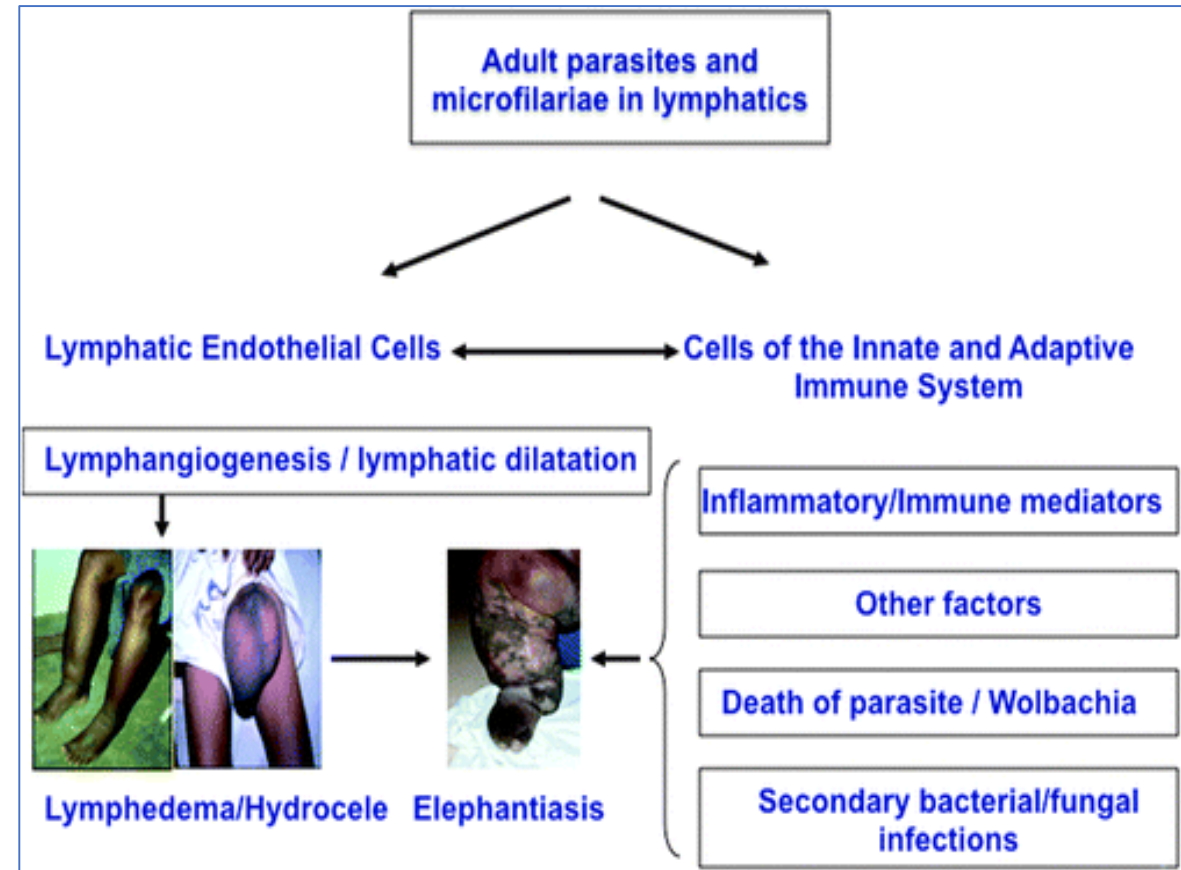 Adult parasites and
microfilariae in lymphatics
Lymphatic Endothelial Cells
Cells of the Innate and Adaptive
Immune System
Lymphangiogenesis / lymphatic dilatation
Inflammatory/Immune mediators
Other factors
Death of parasite / Wolbachia
Secondary bacterial/fungal
infections
Lymphedema/Hydrocele
Elephantiasis